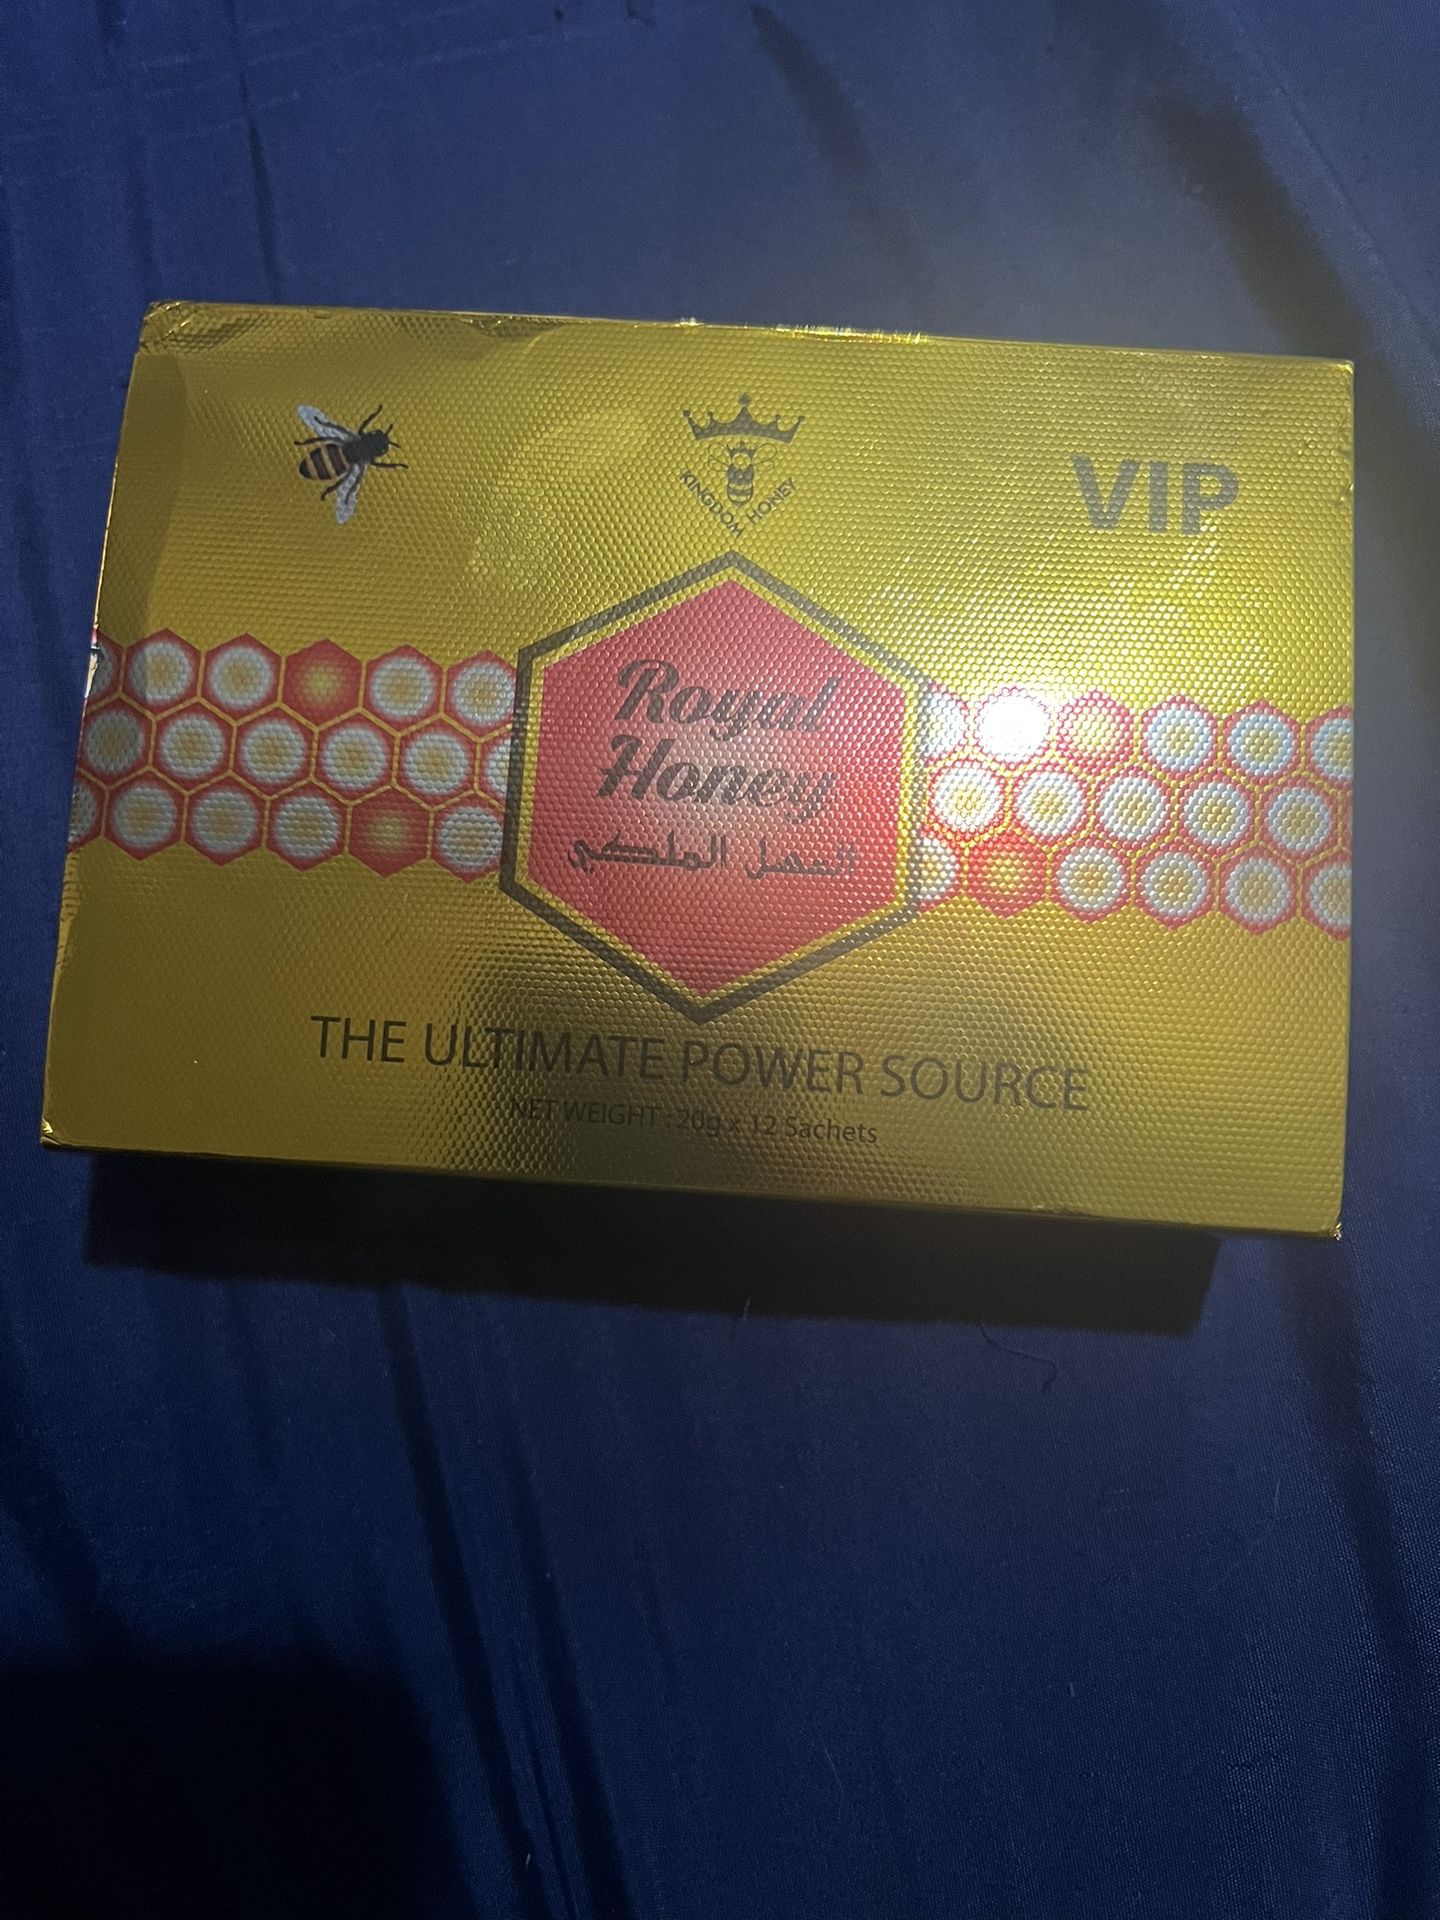 KINGDOM HONEY
VIP
Royal
Honey
العسل الملكي
THE ULTIMATE POWER SOURCE
NET WEIGHT : 20g x 12 Sachets